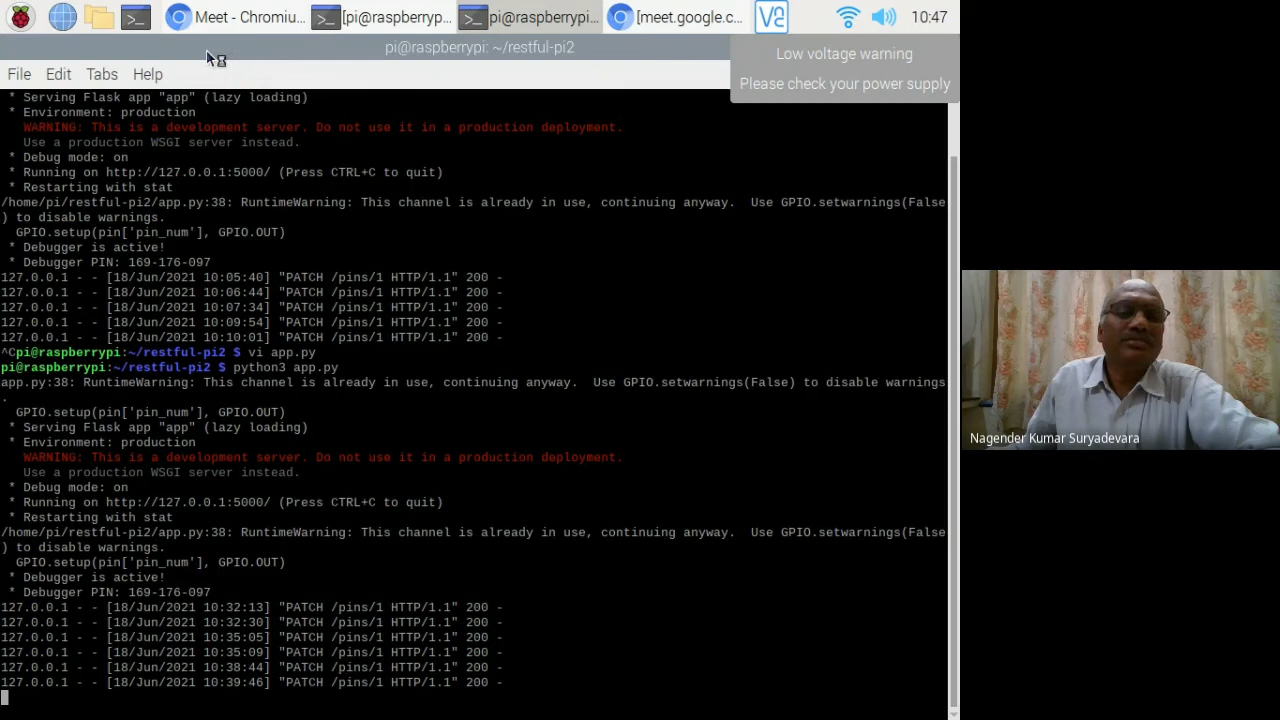 Meet - Chromiu...
[pi@raspberryp...
pi@raspberrypi...
[meet.google.c...
10:47
pi@raspberrypi: ~/restful-pi2
Low voltage warning
Please check your power supply
File Edit Tabs Help
* Serving Flask app "app" (lazy loading)
* Environment: production
WARNING: This is a development server. Do not use it in a production deployment.
Use a production WSGI server instead.
* Debug mode: on
* Running on http://127.0.0.1:5000/ (Press CTRL+C to quit)
* Restarting with stat
/home/pi/restful-pi2/app.py:38: RuntimeWarning: This channel is already in use, continuing anyway.  Use GPIO.setwarnings(False
) to disable warnings.
GPIO.setup(pin['pin_num'], GPIO.OUT)
* Debugger is active!
* Debugger PIN: 169-176-097
127.0.0.1 - - [18/Jun/2021 10:05:40] "PATCH /pins/1 HTTP/1.1" 200 -
127.0.0.1 - - [18/Jun/2021 10:06:44] "PATCH /pins/1 HTTP/1.1" 200 -
127.0.0.1 - - [18/Jun/2021 10:07:34] "PATCH /pins/1 HTTP/1.1" 200 -
127.0.0.1 - - [18/Jun/2021 10:09:54] "PATCH /pins/1 HTTP/1.1" 200 -
127.0.0.1 - - [18/Jun/2021 10:10:01] "PATCH /pins/1 HTTP/1.1" 200 -
^Cpi@raspberrypi:~/restful-pi2 $ vi app.py
pi@raspberrypi:~/restful-pi2 $ python3 app.py
app.py:38: RuntimeWarning: This channel is already in use, continuing anyway.  Use GPIO.setwarnings(False) to disable warnings
.
GPIO.setup(pin['pin_num'], GPIO.OUT)
* Serving Flask app "app" (lazy loading)
* Environment: production
WARNING: This is a development server. Do not use it in a production deployment.
Use a production WSGI server instead.
* Debug mode: on
* Running on http://127.0.0.1:5000/ (Press CTRL+C to quit)
* Restarting with stat
/home/pi/restful-pi2/app.py:38: RuntimeWarning: This channel is already in use, continuing anyway.  Use GPIO.setwarnings(False
) to disable warnings.
GPIO.setup(pin['pin_num'], GPIO.OUT)
* Debugger is active!
* Debugger PIN: 169-176-097
127.0.0.1 - - [18/Jun/2021 10:32:13] "PATCH /pins/1 HTTP/1.1" 200 -
127.0.0.1 - - [18/Jun/2021 10:32:30] "PATCH /pins/1 HTTP/1.1" 200 -
127.0.0.1 - - [18/Jun/2021 10:35:05] "PATCH /pins/1 HTTP/1.1" 200 -
127.0.0.1 - - [18/Jun/2021 10:35:09] "PATCH /pins/1 HTTP/1.1" 200 -
127.0.0.1 - - [18/Jun/2021 10:38:44] "PATCH /pins/1 HTTP/1.1" 200 -
127.0.0.1 - - [18/Jun/2021 10:39:46] "PATCH /pins/1 HTTP/1.1" 200 -
Nagender Kumar Suryadevara